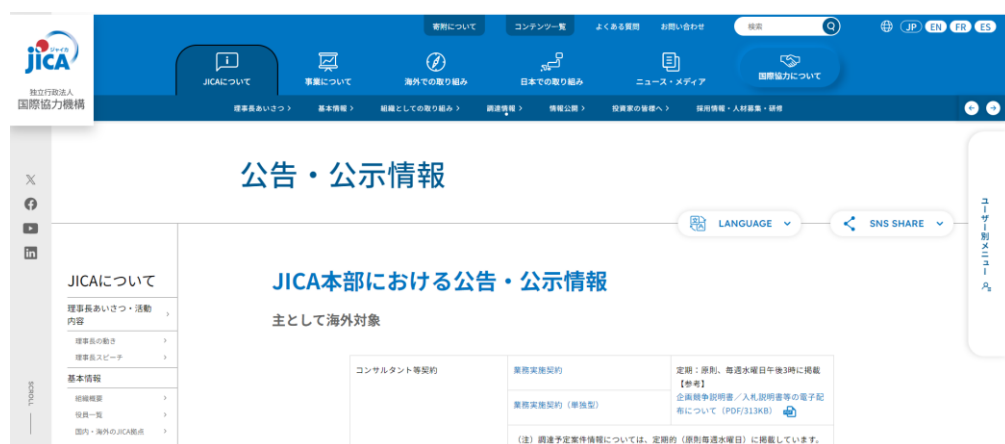 寄附について
コンテンツ一覧
よくある質問
お問い合わせ
検索
JP
EN
FR
ES
ジャイカ
jICA
独立行政法人
国際協力機構
JICAについて
事業について
海外での取り組み
日本での取り組み
ニュース・メディア
国際協力について
理事長あいさつ
基本情報
組織としての取り組み
調達情報
情報公開
投資家の皆様へ
採用情報・人材募集・研修
公告・公示情報
LANGUAGE
SNS SHARE
ユーザー別メニュー
SCROLL
JICAについて
理事長あいさつ・活動
内容
理事長の動き
理事長スピーチ
基本情報
組織概要
役員一覧
国内・海外のJICA拠点
JICA本部における公告・公示情報
主として海外対象
コンサルタント等契約
業務実施契約
業務実施契約（単独型）
定期：原則、毎週水曜日午後3時に掲載
【参考】
企画競争説明書／入札説明書等の電子配
布について（PDF/313KB）
（注）調達予定案件情報については、定期的（原則毎週水曜日）に掲載しています。